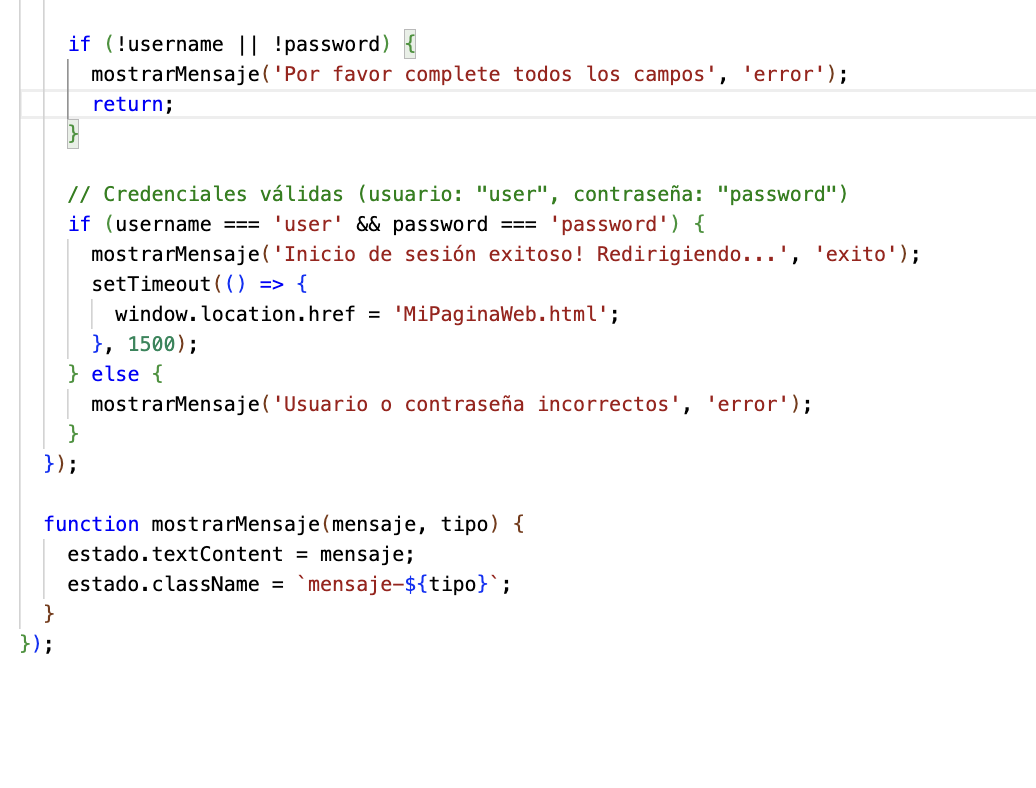 if (!username || !password) {
mostrarMensaje('Por favor complete todos los campos', 'error');
return;
}
// Credenciales válidas (usuario: "user", contraseña: "password")
if (username === 'user' && password === 'password') {
mostrarMensaje('Inicio de sesión exitoso! Redirigiendo...', 'exito');
setTimeout(() => {
window.location.href = 'MiPaginaWeb.html';
}, 1500);
} else {
mostrarMensaje('Usuario o contraseña incorrectos', 'error');
}
});
function mostrarMensaje(mensaje, tipo) {
estado.textContent = mensaje;
estado.className = `mensaje-${tipo}`;
}
});